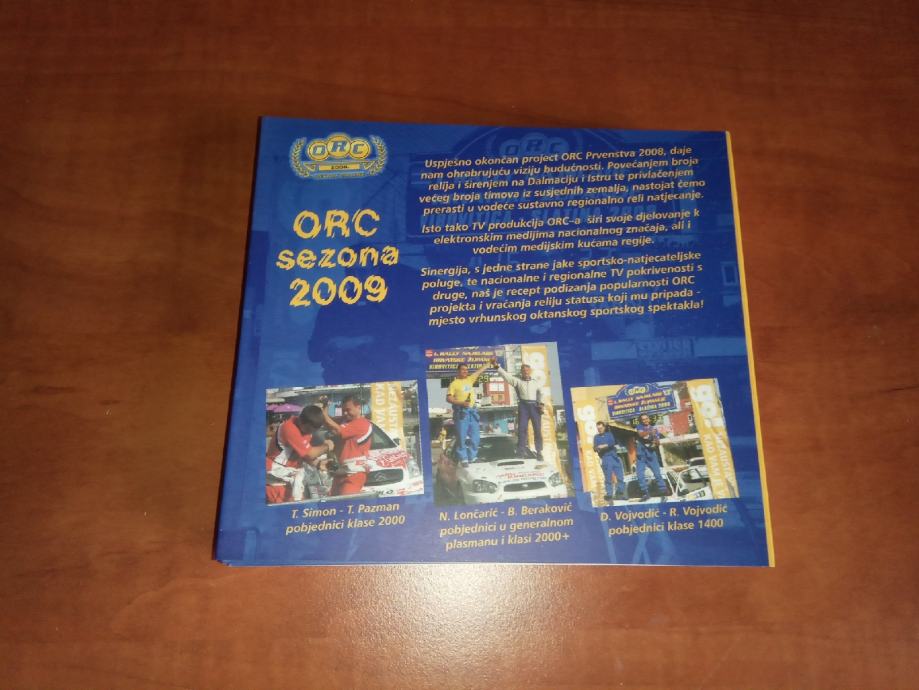 ORC
2008
ORC
sezona
2009
Uspješno okončan project ORC Prvenstva 2008, daje
nam ohrabrujuću viziju budućnosti. Povećanjem broja
relija i širenjem na Dalmaciju i Istru te privlačenjem
većeg broja timova iz susjednih zemalja, nastojat ćemo
prerasti u vodeće sustavno regionalno reli natjecanje.
Isto tako TV produkcija ORC-a širi svoje djelovanje k
elektronskim medijima nacionalnog značaja, ali i
vodećim medijskim kućama regije.
Sinergija, s jedne strane jake sportsko-natjecateljske
poluge, te nacionalne i regionalne TV pokrivenosti s
druge, naš je recept podizanja popularnosti ORC
projekta i vraćanja reliju statusa koji mu pripada -
mjesto vrhunskog oktanskog sportskog spektakla!
T. Simon - T. Pazman
pobjednici klase 2000
N. Lončarić - B. Beraković
pobjednici u generalnom
plasmanu i klasi 2000+
D. Vojvodić - R. Vojvodić
pobjednici klase 1400